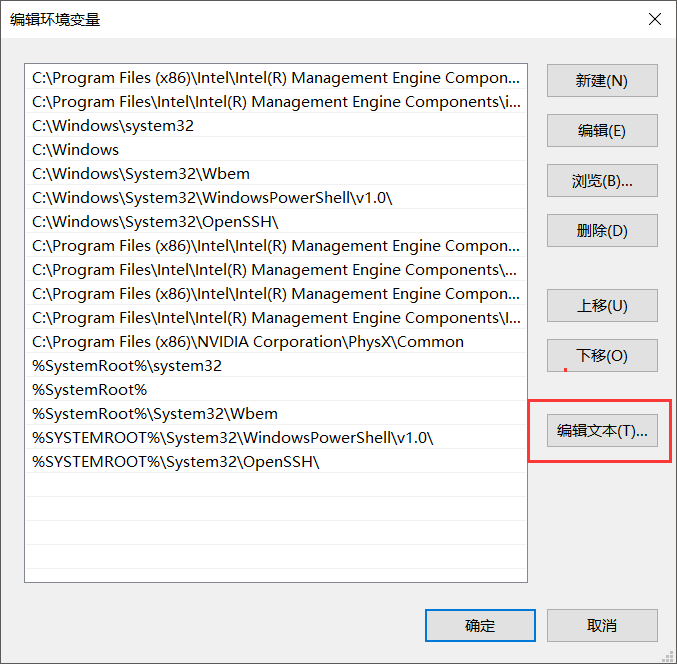 编辑环境变量
C:\Program Files (x86)\Intel\Intel(R) Management Engine Compon...
C:\Program Files\Intel\Intel(R) Management Engine Components\i...
C:\Windows\system32
C:\Windows
C:\Windows\System32\Wbem
C:\Windows\System32\WindowsPowerShell\v1.0\
C:\Windows\System32\OpenSSH\
C:\Program Files (x86)\Intel\Intel(R) Management Engine Compon...
C:\Program Files\Intel\Intel(R) Management Engine Components\...
C:\Program Files (x86)\Intel\Intel(R) Management Engine Compon...
C:\Program Files\Intel\Intel(R) Management Engine Components\I...
C:\Program Files (x86)\NVIDIA Corporation\PhysX\Common
%SystemRoot%\system32
%SystemRoot%
%SystemRoot%\System32\Wbem
%SYSTEMROOT%\System32\WindowsPowerShell\v1.0\
%SYSTEMROOT%\System32\OpenSSH\
新建(N)
编辑(E)
浏览(B)...
删除(D)
上移(U)
下移(O)
编辑文本(T)...
确定
取消